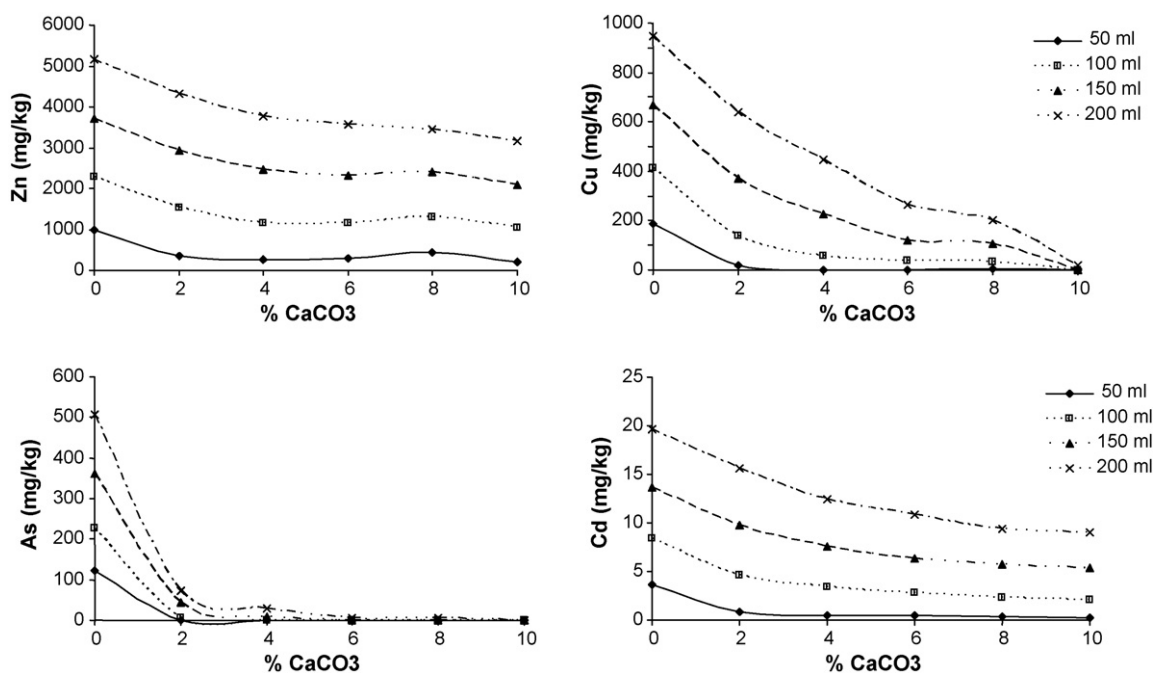 6000
5000
4000
3000
2000
1000
0
Zn (mg/kg)
0 2 4 6 8 10
% CaCO3
1000
800
600
400
200
0
Cu (mg/kg)
0 2 4 6 8 10
% CaCO3
50 ml
100 ml
150 ml
200 ml
600
500
400
300
200
100
0
As (mg/kg)
0 2 4 6 8 10
% CaCO3
25
20
15
10
5
0
Cd (mg/kg)
0 2 4 6 8 10
% CaCO3
50 ml
100 ml
150 ml
200 ml